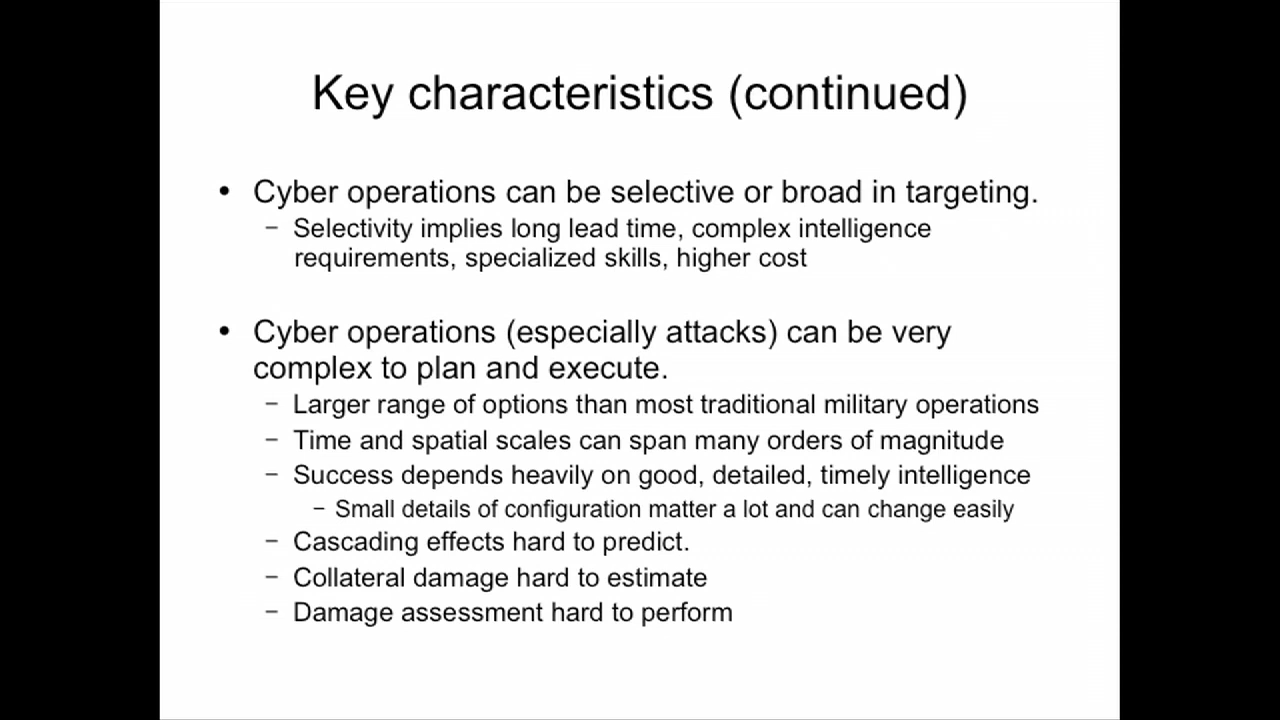 Key characteristics (continued)
• Cyber operations can be selective or broad in targeting.
– Selectivity implies long lead time, complex intelligence
requirements, specialized skills, higher cost
• Cyber operations (especially attacks) can be very
complex to plan and execute.
– Larger range of options than most traditional military operations
– Time and spatial scales can span many orders of magnitude
– Success depends heavily on good, detailed, timely intelligence
– Small details of configuration matter a lot and can change easily
– Cascading effects hard to predict.
– Collateral damage hard to estimate
– Damage assessment hard to perform